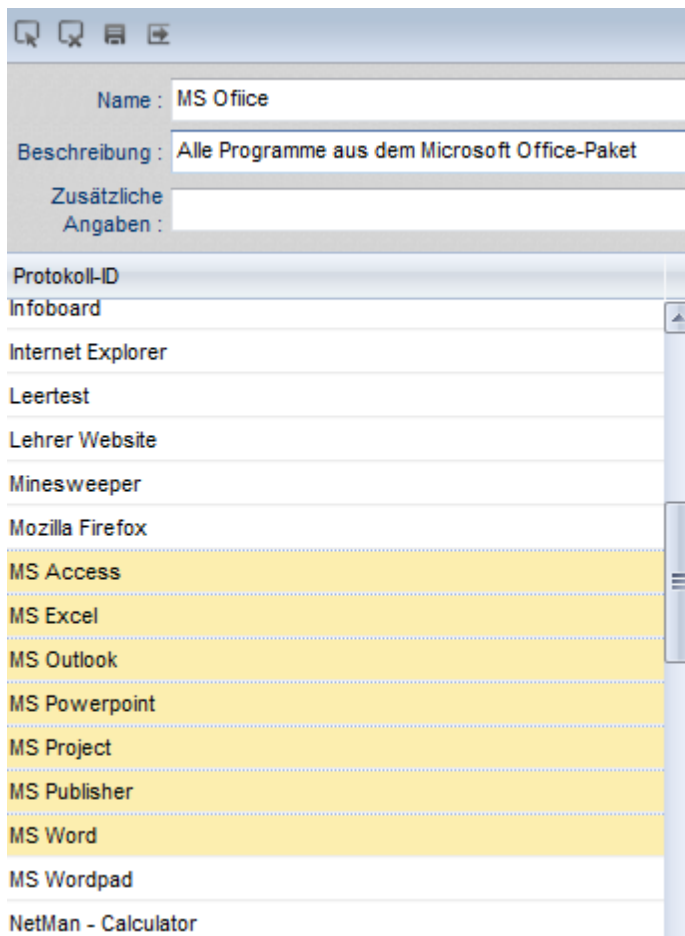 Name : MS Ofiice
Beschreibung : Alle Programme aus dem Microsoft Office-Paket
Zusätzliche
Angaben :
Protokoll-ID
Infoboard
Internet Explorer
Leertest
Lehrer Website
Minesweeper
Mozilla Firefox
MS Access
MS Excel
MS Outlook
MS Powerpoint
MS Project
MS Publisher
MS Word
MS Wordpad
NetMan - Calculator